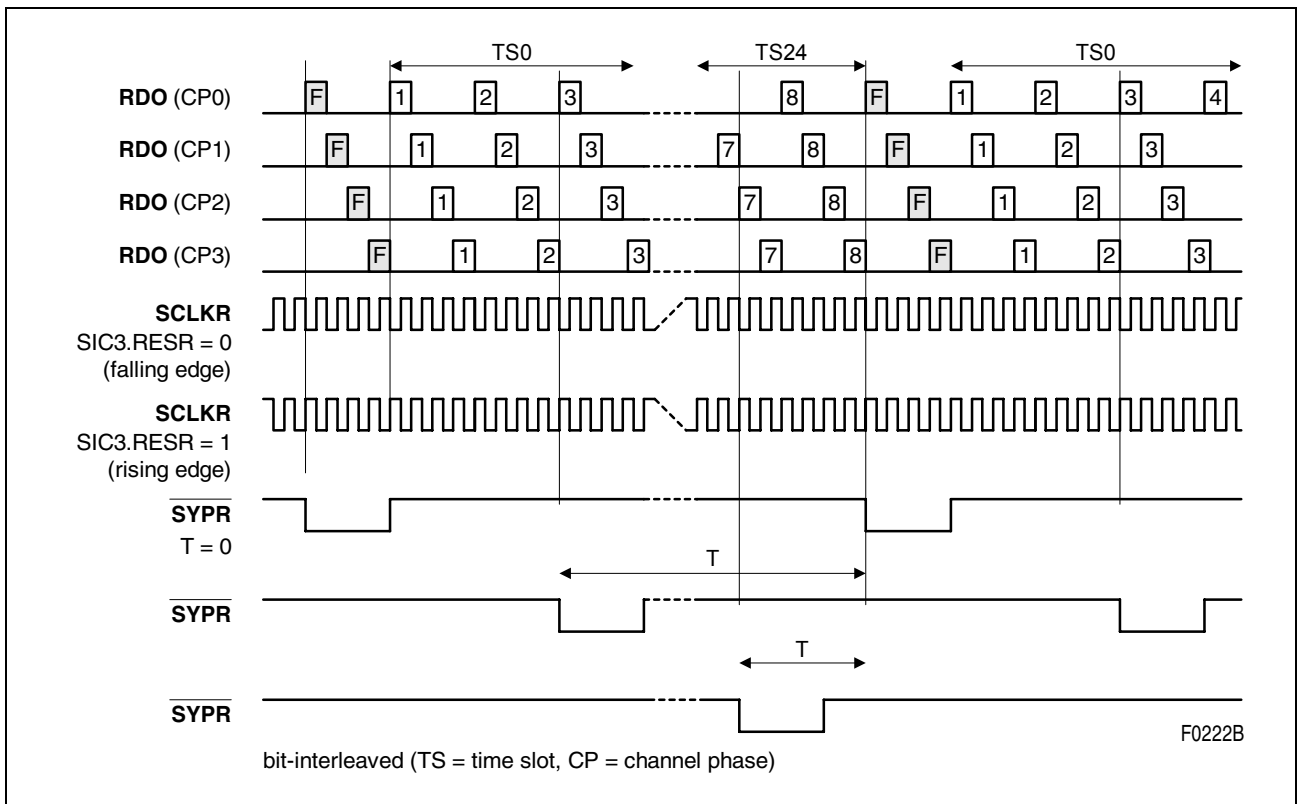 TS0 TS24 TS0
RDO (CP0) F 1 2 3 8 F 1 2 3 4
RDO (CP1) F 1 2 3 7 8 F 1 2 3
RDO (CP2) F 1 2 3 7 8 F 1 2 3
RDO (CP3) F 1 2 3 7 8 F 1 2 3
SCLKR
SIC3.RESR = 0
(falling edge)
SCLKR
SIC3.RESR = 1
(rising edge)
SYPR
T = 0
T
SYPR
T
SYPR
F0222B
bit-interleaved (TS = time slot, CP = channel phase)